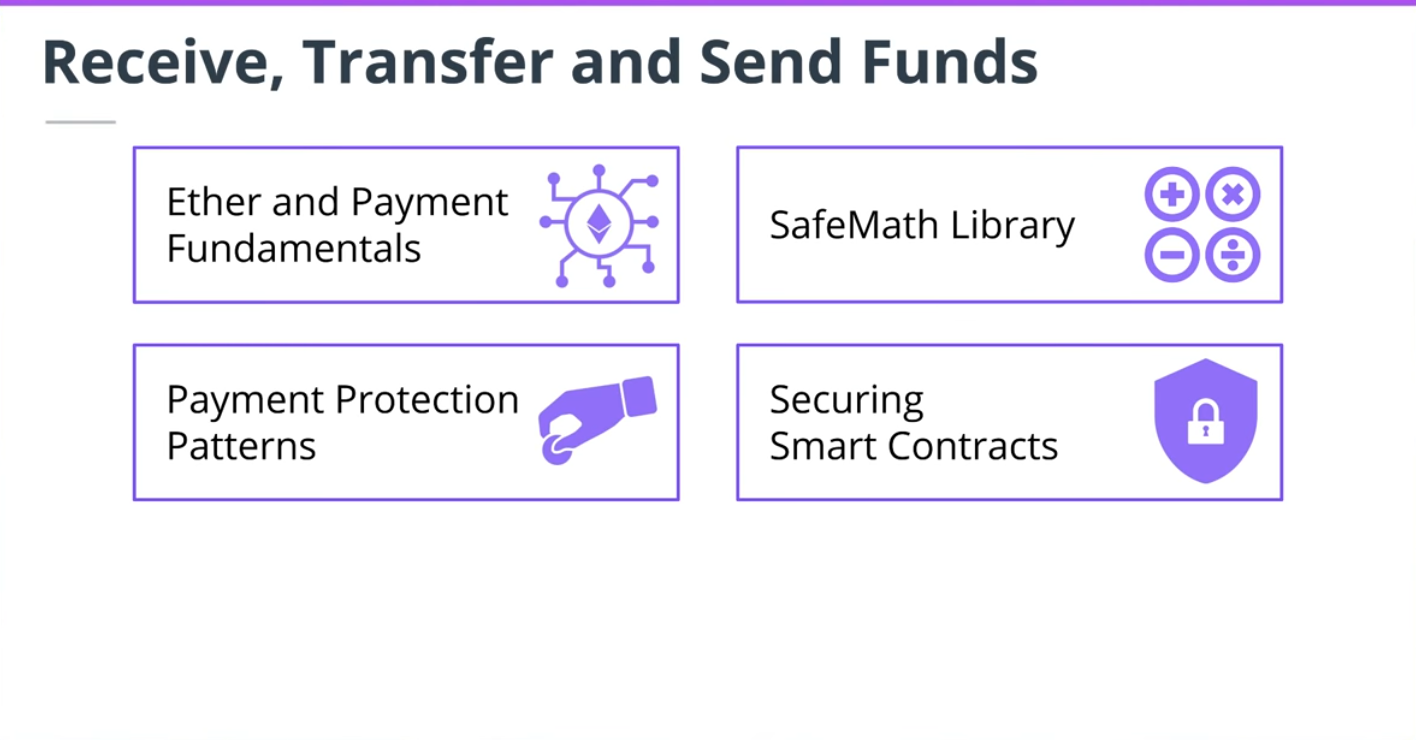 Receive, Transfer and Send Funds
Ether and Payment
Fundamentals
SafeMath Library
Payment Protection
Patterns
Securing
Smart Contracts